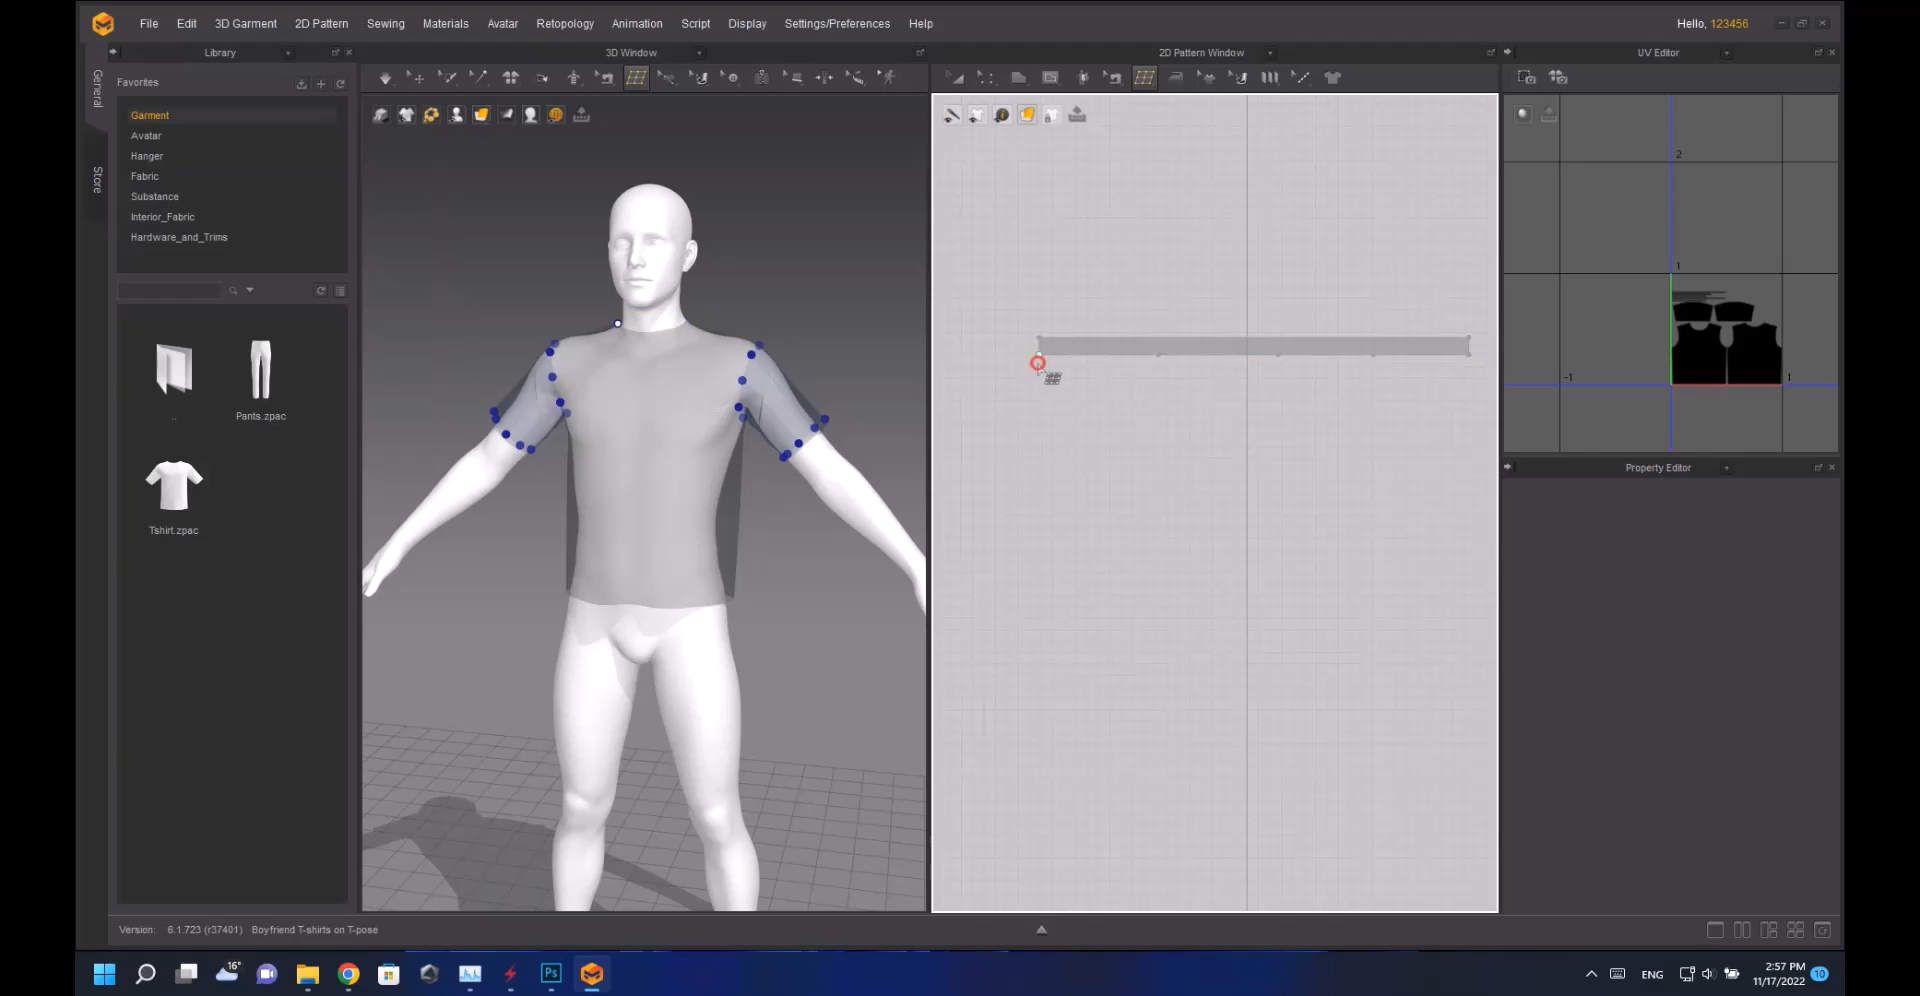 File Edit 3D Garment 2D Pattern Sewing Materials Avatar Retopology Animation Script Display Settings/Preferences Help Hello, 123456
Library 3D Window 2D Pattern Window UV Editor
General
Store
Favorites
Garment
Avatar
Hanger
Fabric
Substance
Interior_Fabric
Hardware_and_Trims
..
Pants.zpac
Tshirt.zpac
2
1
-1
1
Property Editor
Version: 6.1.723 (r37401) Boyfriend T-shirts on T-pose
16°
Ps
ENG
2:57 PM
11/17/2022
10